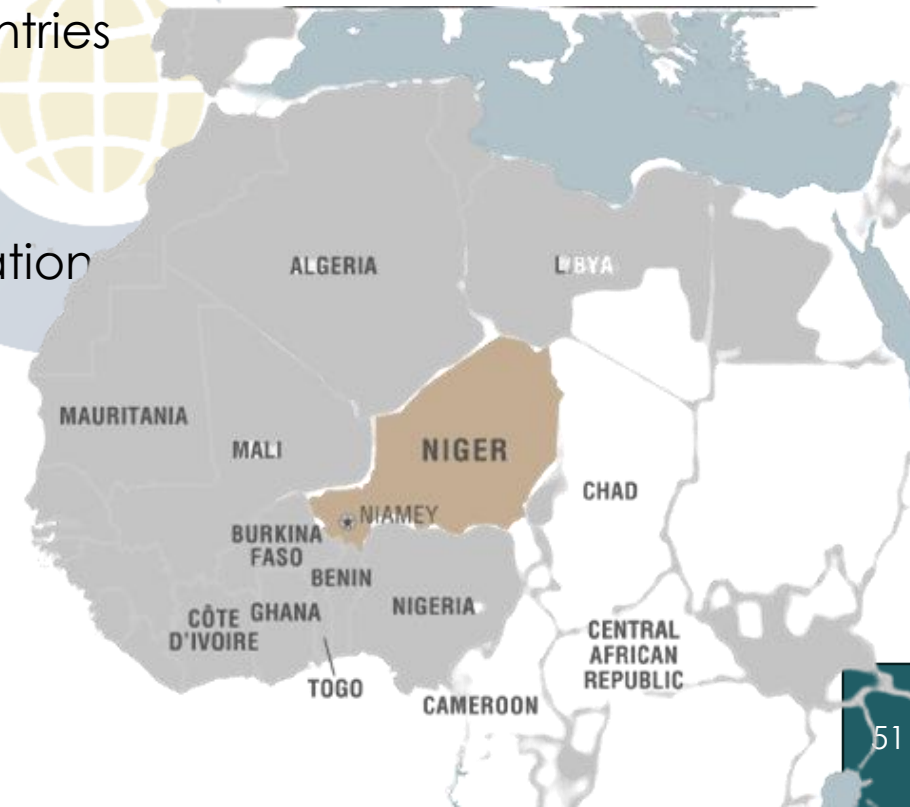 ntries
ation
ALGERIA
LIBYA
MAURITANIA
MALI
NIGER
CHAD
NIAMEY
BURKINA
FASO
BENIN
NIGERIA
CÔTE
D'IVOIRE
GHANA
TOGO
CENTRAL
AFRICAN
REPUBLIC
CAMEROON
51